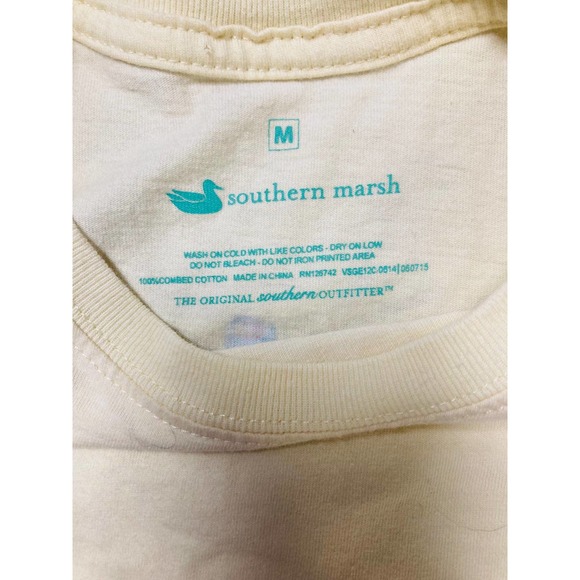 M
southern marsh
WASH ON COLD WITH LIKE COLORS - DRY ON LOW
DO NOT BLEACH - DO NOT IRON PRINTED AREA
100%COMBED COTTON MADE IN CHINA RN126742 VSGE12C-0614|060715
THE ORIGINAL southern OUTFITTER™